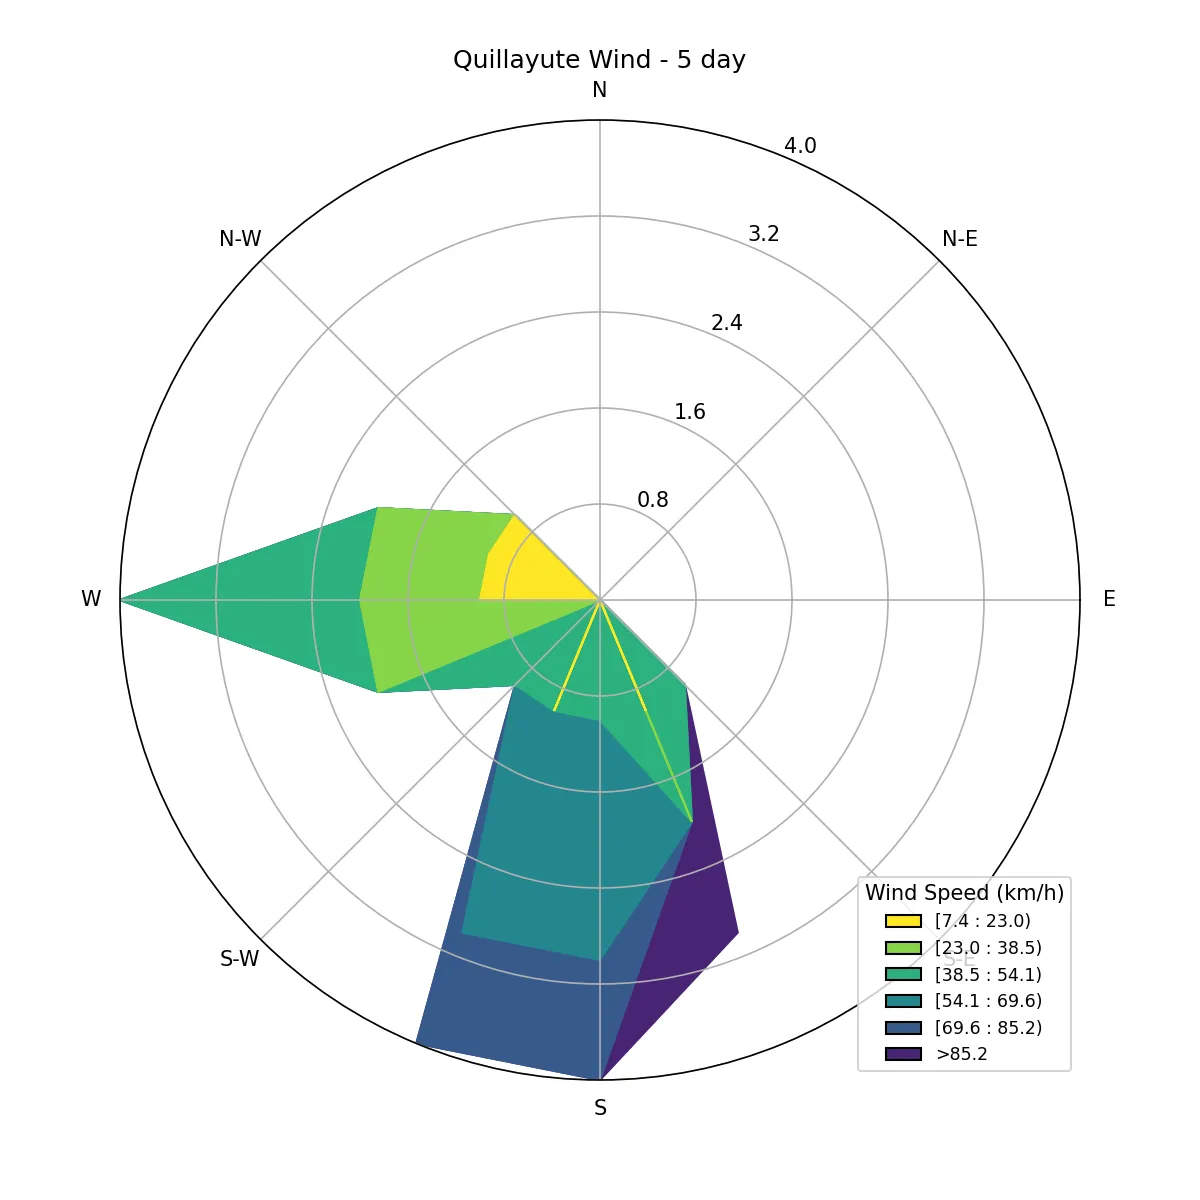 Quillayute Wind - 5 day
N
4.0
N-W
3.2
N-E
2.4
1.6
0.8
W
E
S-W
S-E
S
Wind Speed (km/h)
[7.4 : 23.0)
[23.0 : 38.5)
[38.5 : 54.1)
[54.1 : 69.6)
[69.6 : 85.2)
>85.2